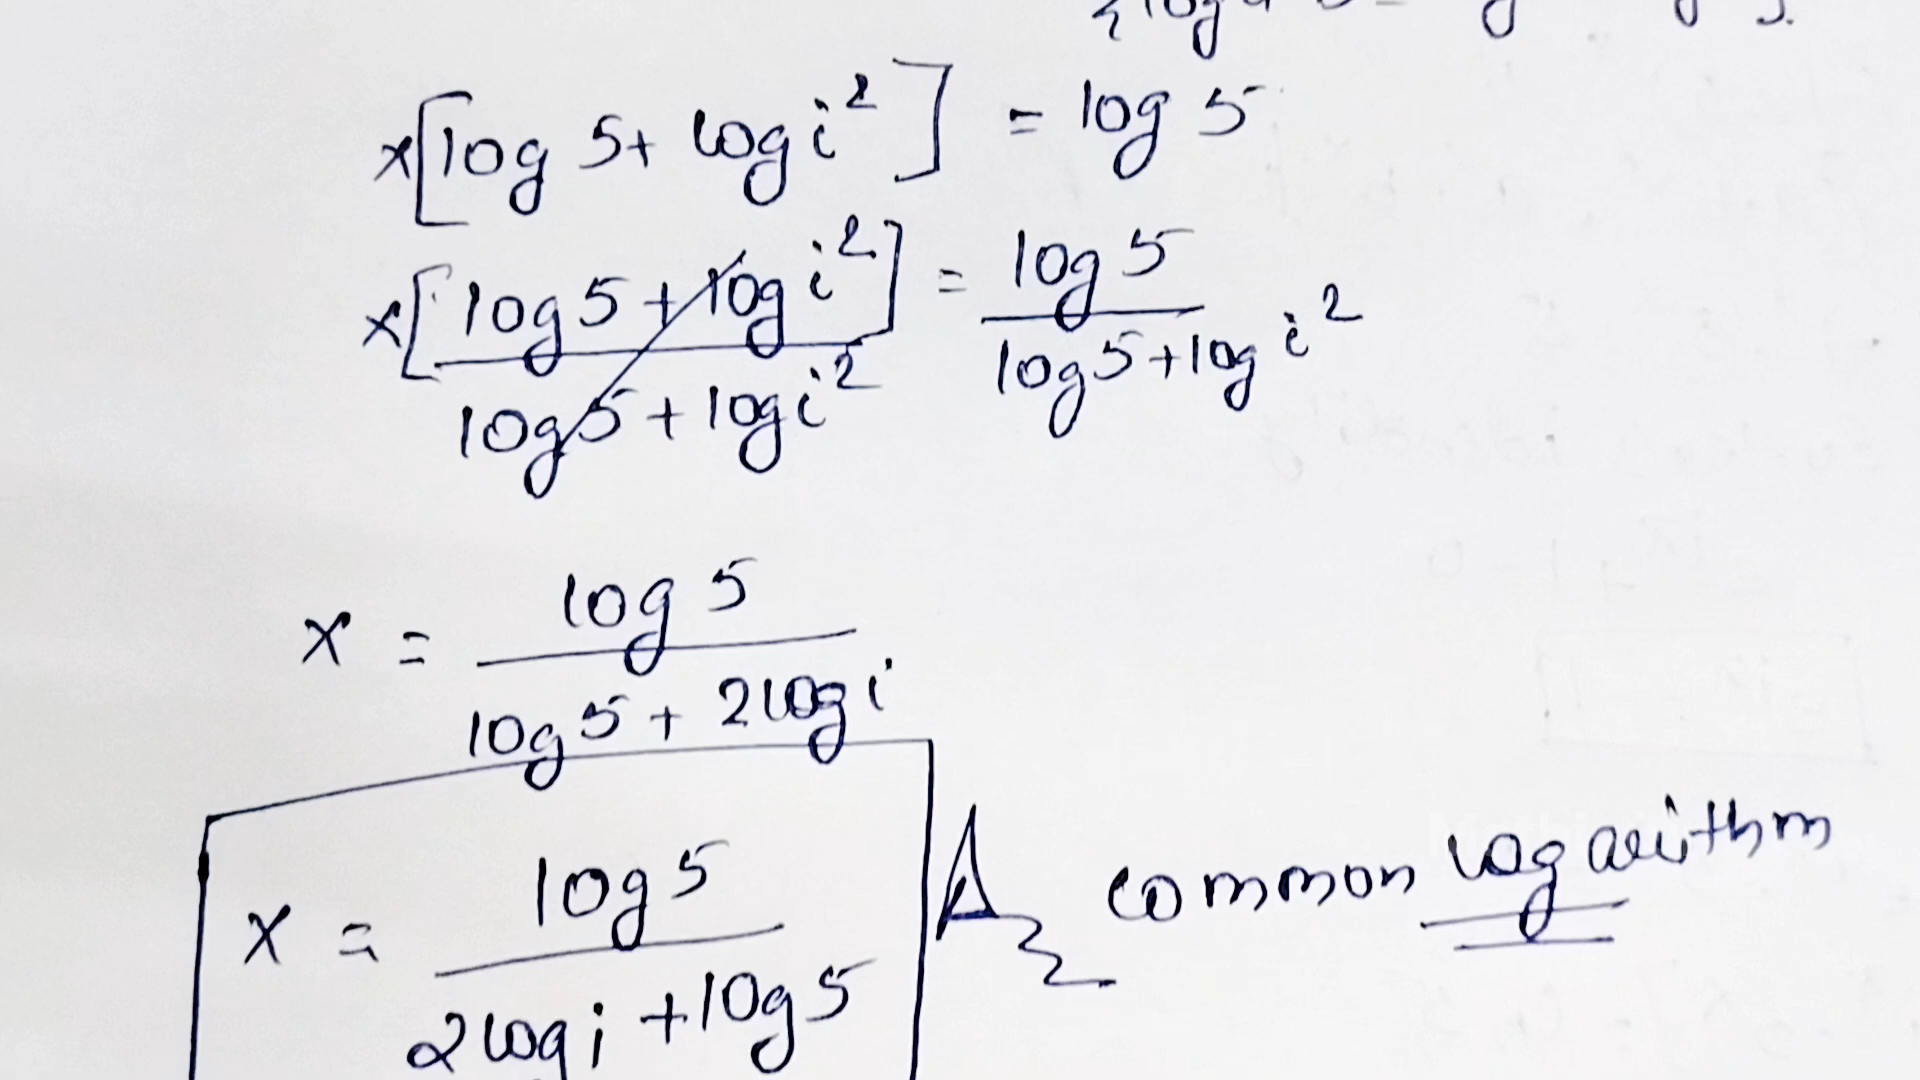 x[log 5 + log i²] = log 5
x[log 5 + log i²] / log 5 + log i² = log 5 / log 5 + log i²
x = log 5 / log 5 + 2 log i
x = log 5 / 2 log i + log 5
common logarithm